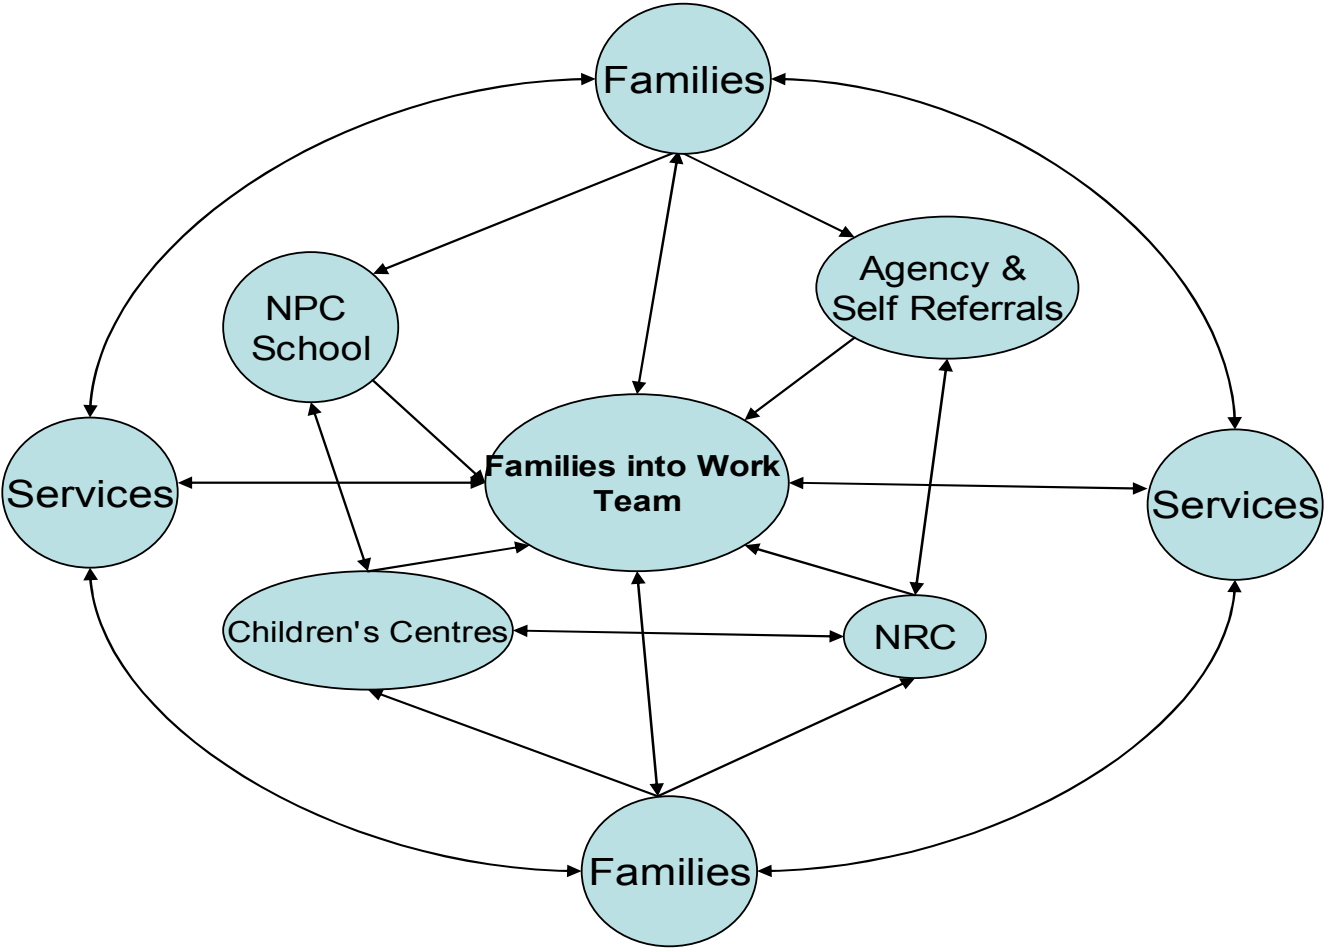 Families
Agency &
Self Referrals
NPC
School
Families into Work
Team
Services
Services
Children's Centres
NRC
Families